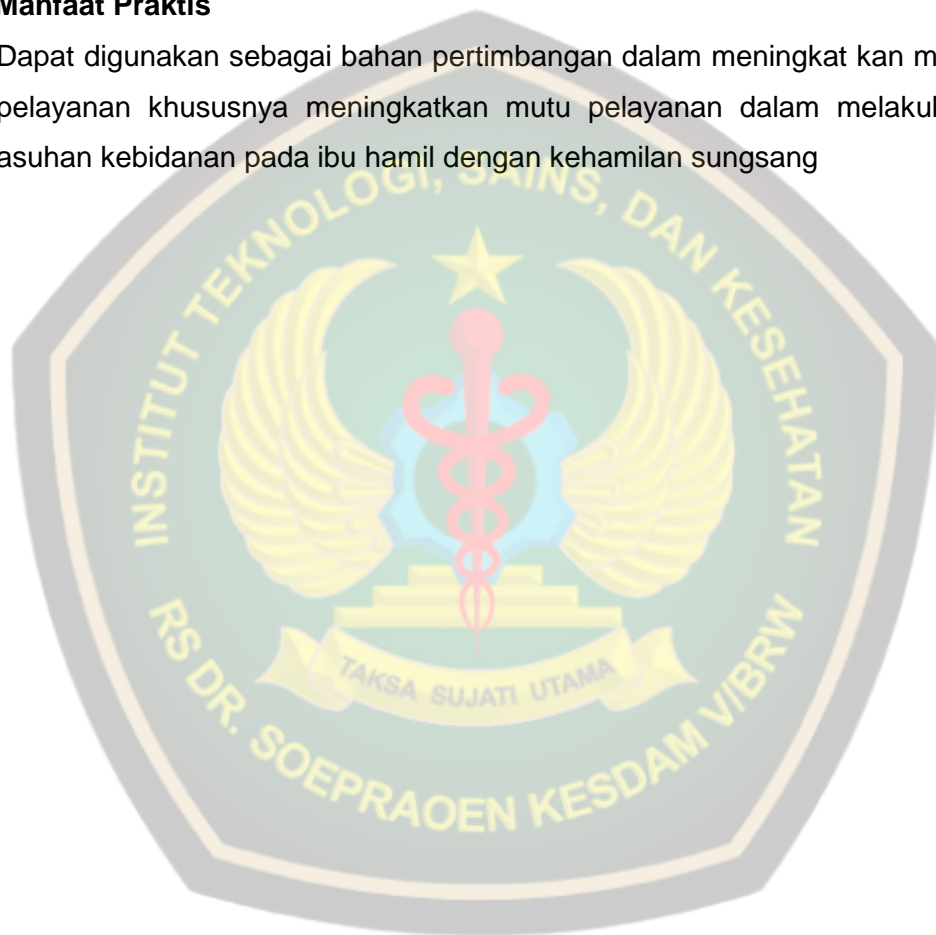 Manfaat Praktis
Dapat digunakan sebagai bahan pertimbangan dalam meningkat kan m
pelayanan khususnya meningkatkan mutu pelayanan dalam melakul
asuhan kebidanan pada ibu hamil dengan kehamilan sungsang
INSTITUT TEKNOLOGI, SAINS, DAN KESEHATAN
TAKSA SUJATI UTAMA
RS DR. SOEPRAOEN KESDAM V/BRW